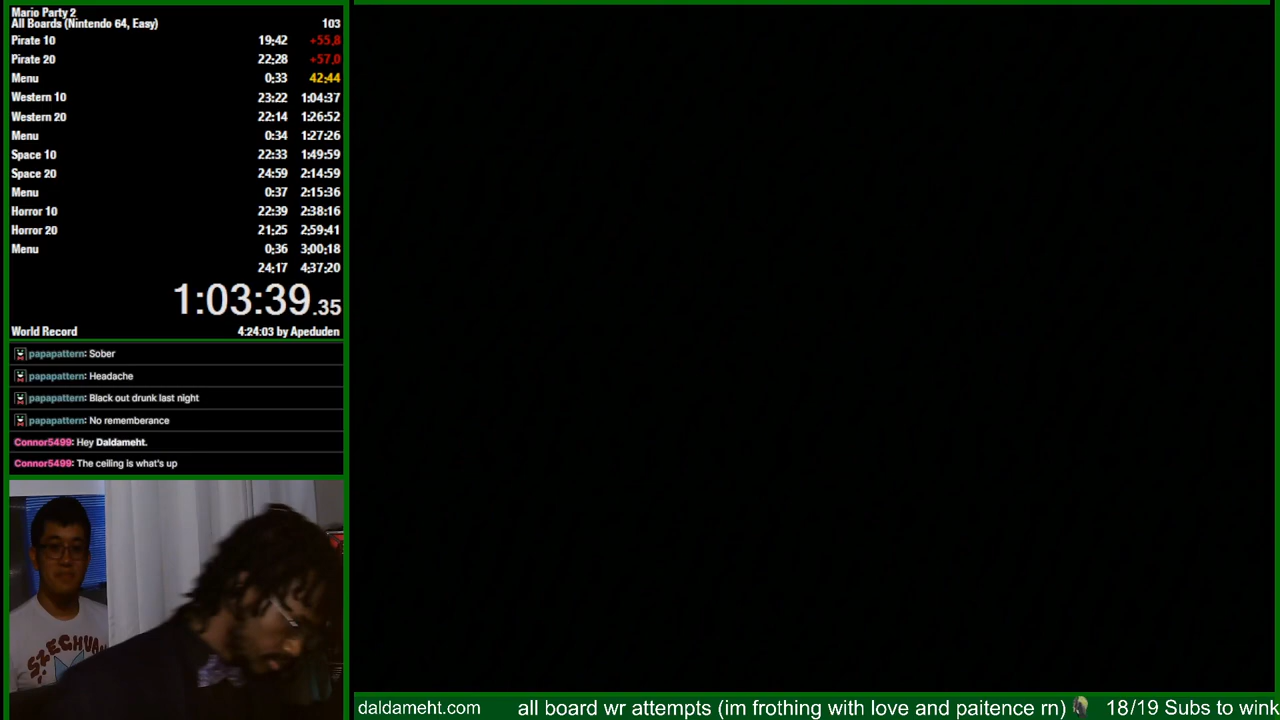 Mario Party 2
All Boards (Nintendo 64, Easy) 103
Pirate 10 19:42 +55.8
Pirate 20 22:28 +57.0
Menu 0:33 42:44
Western 10 23:22 1:04:37
Western 20 22:14 1:26:52
Menu 0:34 1:27:26
Space 10 22:33 1:49:59
Space 20 24:59 2:14:59
Menu 0:37 2:15:36
Horror 10 22:39 2:38:16
Horror 20 21:25 2:59:41
Menu 0:36 3:00:18
24:17 4:37:20
1:03:39.35
World Record 4:24:03 by Apeduden
papapattern: Sober
papapattern: Headache
papapattern: Black out drunk last night
papapattern: No rememberance
Connor5499: Hey Daldameht.
Connor5499: The ceiling is what's up
SZECHUAN
daldameht.com all board wr attempts (im frothing with love and paitence rn) 18/19 Subs to wink